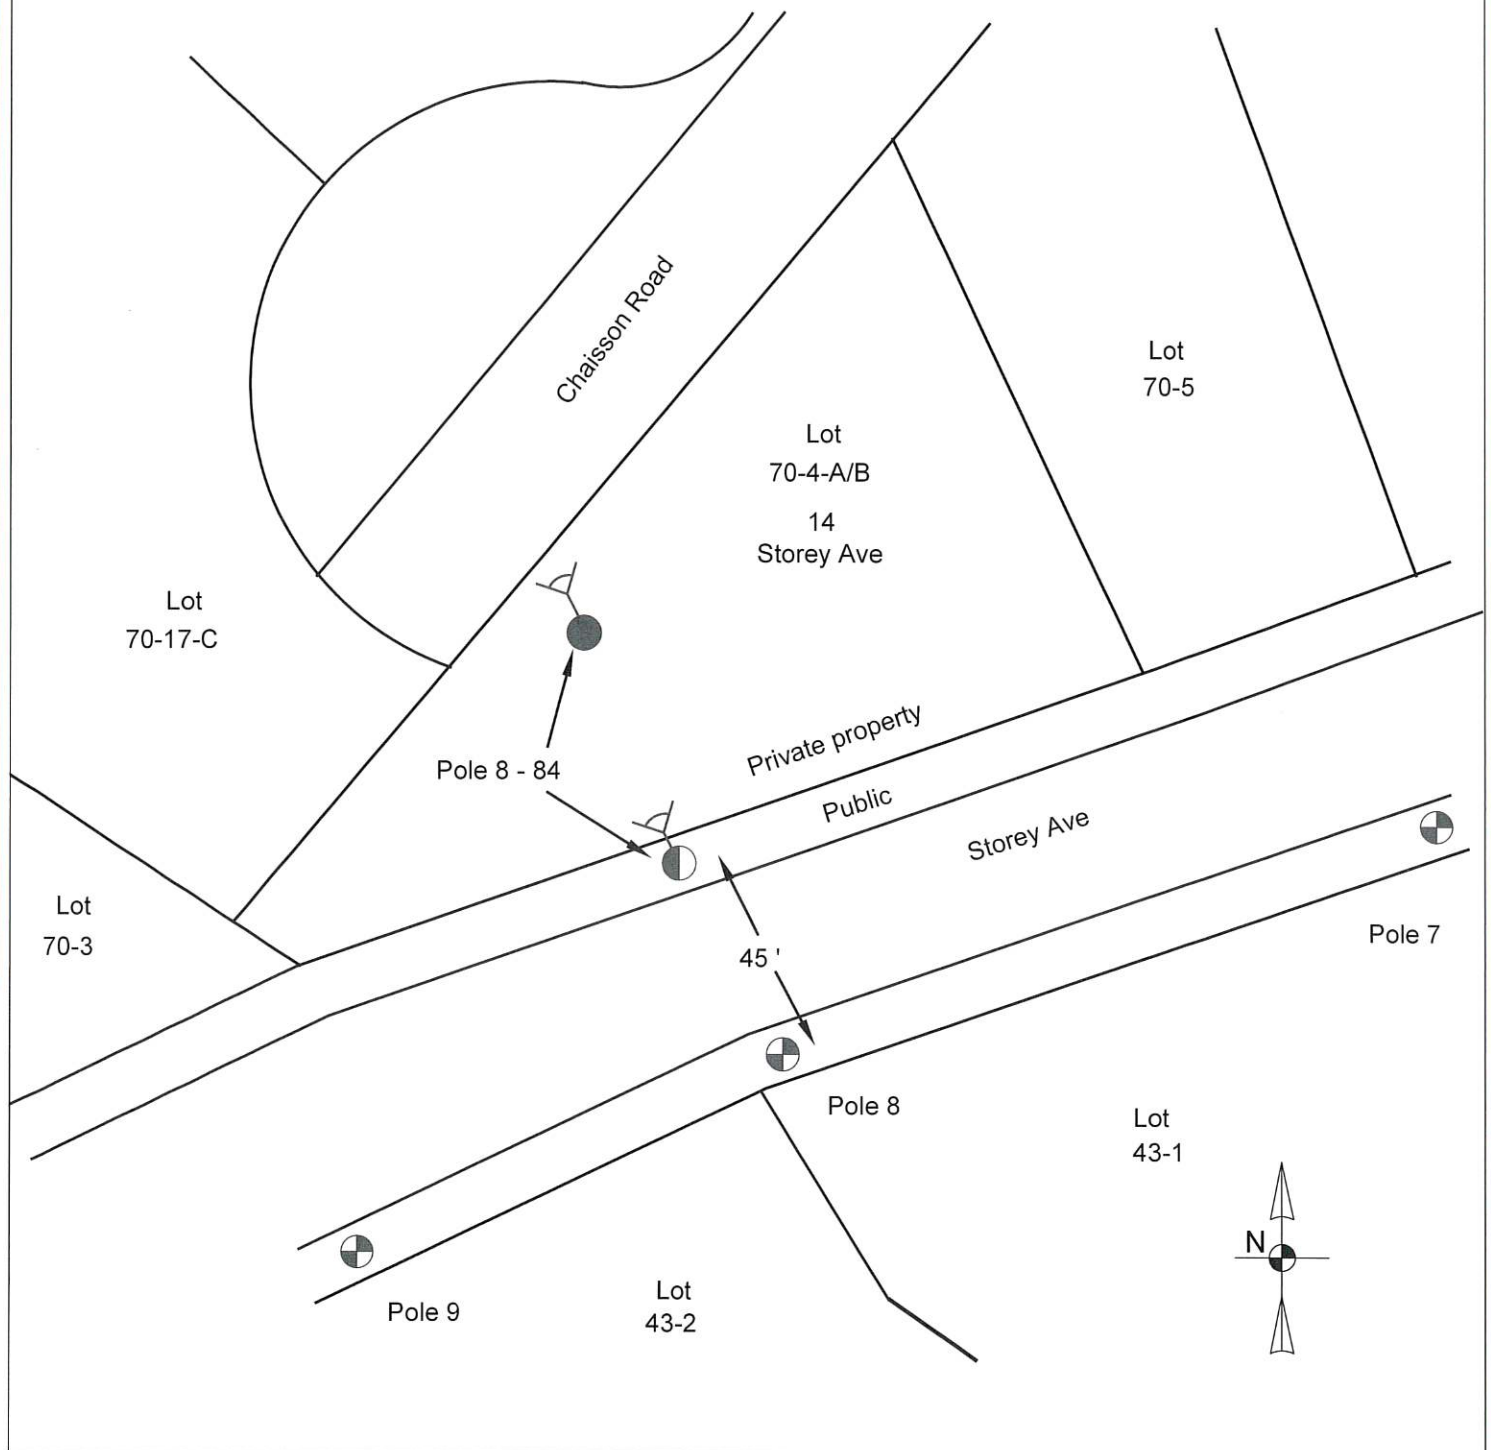 Chaisson Road
Lot
70-5
Lot
70-4-A/B
14
Storey Ave
Lot
70-17-C
Private property
Pole 8 - 84
Public
Storey Ave
Lot
70-3
Pole 7
45 '
Pole 8
Lot
43-1
N
Lot
43-2
Pole 9